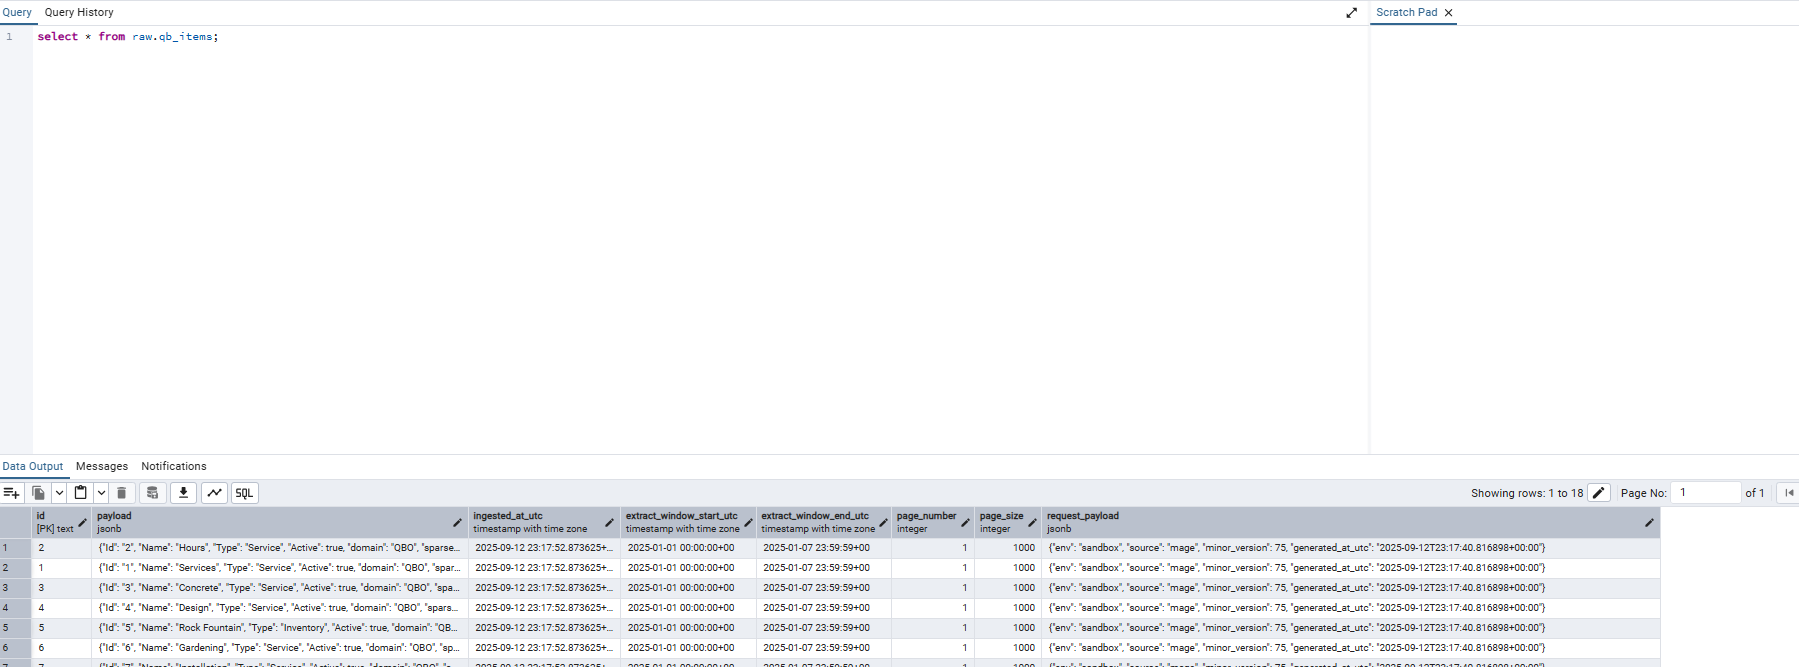 Query Query History Scratch Pad
1 select * from raw.qb_items;
Data Output Messages Notifications
SQL Showing rows: 1 to 18 Page No: 1 of 1
id payload ingested_at_utc extract_window_start_utc extract_window_end_utc page_number page_size request_payload
[PK] text jsonb timestamp with time zone timestamp with time zone timestamp with time zone integer integer jsonb
1 2 {"Id": "2", "Name": "Hours", "Type": "Service", "Active": true, "domain": "QBO", "sparse... 2025-09-12 23:17:52.873625+... 2025-01-01 00:00:00+00 2025-01-07 23:59:59+00 1 1000 {"env": "sandbox", "source": "mage", "minor_version": 75, "generated_at_utc": "2025-09-12T23:17:40.816898+00:00"}
2 1 {"Id": "1", "Name": "Services", "Type": "Service", "Active": true, "domain": "QBO", "spar... 2025-09-12 23:17:52.873625+... 2025-01-01 00:00:00+00 2025-01-07 23:59:59+00 1 1000 {"env": "sandbox", "source": "mage", "minor_version": 75, "generated_at_utc": "2025-09-12T23:17:40.816898+00:00"}
3 3 {"Id": "3", "Name": "Concrete", "Type": "Service", "Active": true, "domain": "QBO", "spa... 2025-09-12 23:17:52.873625+... 2025-01-01 00:00:00+00 2025-01-07 23:59:59+00 1 1000 {"env": "sandbox", "source": "mage", "minor_version": 75, "generated_at_utc": "2025-09-12T23:17:40.816898+00:00"}
4 4 {"Id": "4", "Name": "Design", "Type": "Service", "Active": true, "domain": "QBO", "spars... 2025-09-12 23:17:52.873625+... 2025-01-01 00:00:00+00 2025-01-07 23:59:59+00 1 1000 {"env": "sandbox", "source": "mage", "minor_version": 75, "generated_at_utc": "2025-09-12T23:17:40.816898+00:00"}
5 5 {"Id": "5", "Name": "Rock Fountain", "Type": "Inventory", "Active": true, "domain": "QB... 2025-09-12 23:17:52.873625+... 2025-01-01 00:00:00+00 2025-01-07 23:59:59+00 1 1000 {"env": "sandbox", "source": "mage", "minor_version": 75, "generated_at_utc": "2025-09-12T23:17:40.816898+00:00"}
6 6 {"Id": "6", "Name": "Gardening", "Type": "Service", "Active": true, "domain": "QBO", "sp... 2025-09-12 23:17:52.873625+... 2025-01-01 00:00:00+00 2025-01-07 23:59:59+00 1 1000 {"env": "sandbox", "source": "mage", "minor_version": 75, "generated_at_utc": "2025-09-12T23:17:40.816898+00:00"}